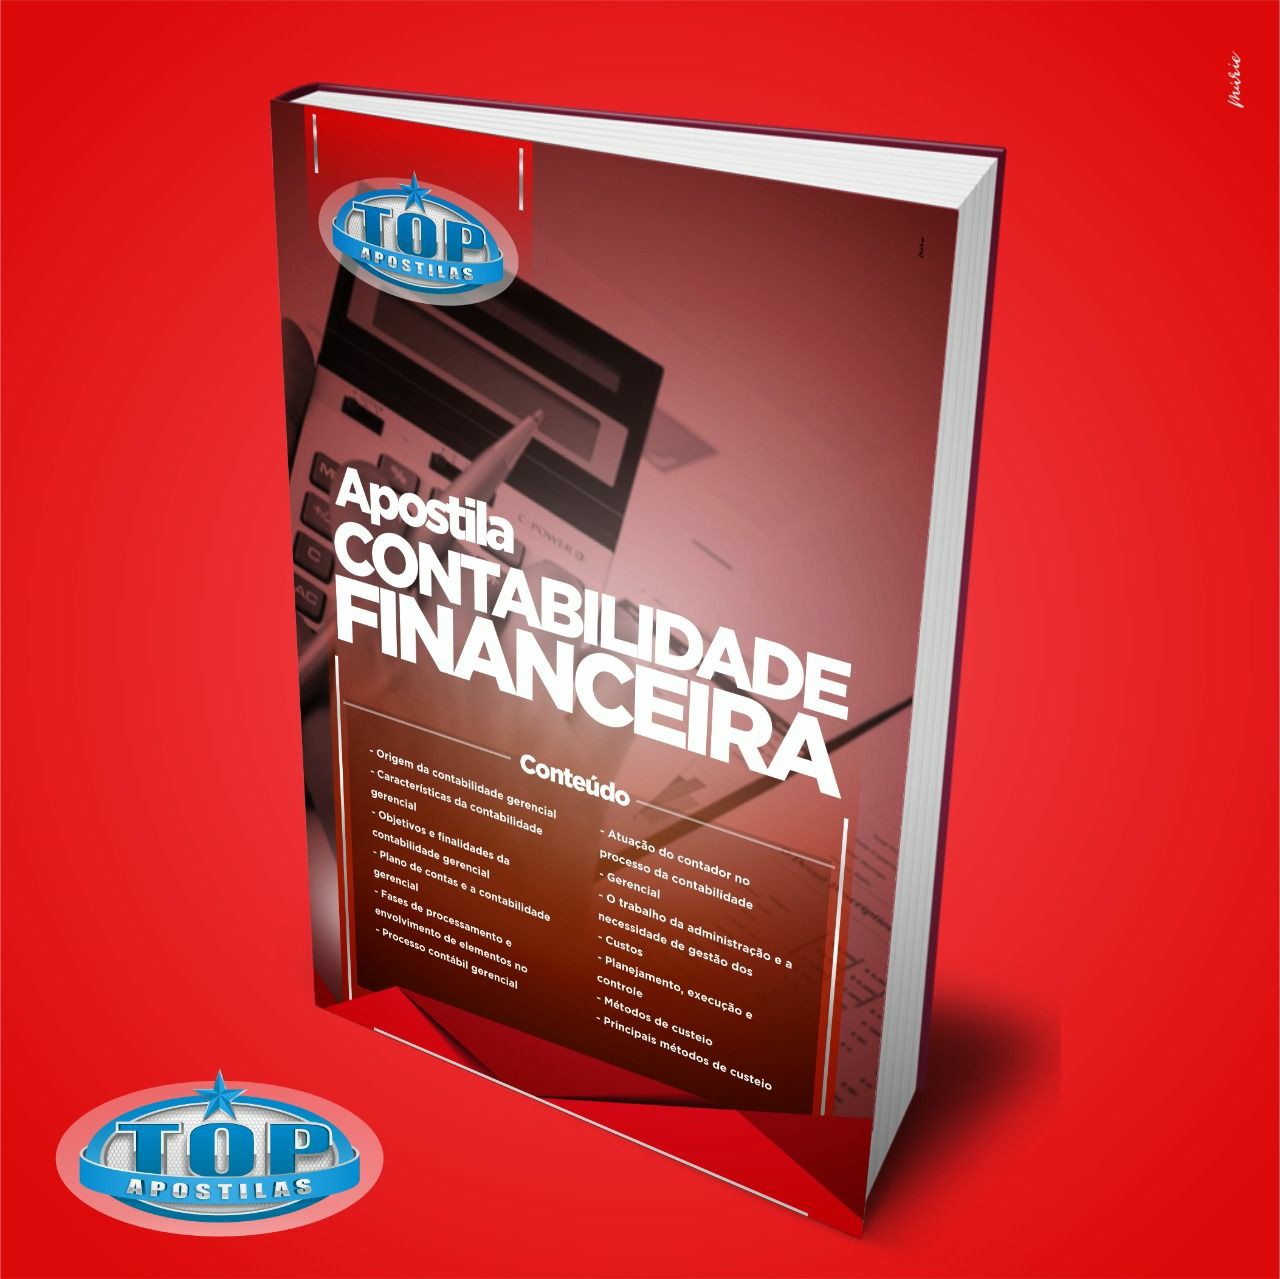 Múrie
TOP
APOSTILAS
M
%
+/-
C
AC
C-POWER
Apostila
CONTABILIDADE
FINANCEIRA
Conteúdo
- Origem da contabilidade gerencial
- Características da contabilidade
gerencial
- Objetivos e finalidades da
contabilidade gerencial
- Plano de contas e a contabilidade
gerencial
- Fases de processamento e
envolvimento de elementos no
- Processo contábil gerencial
- Atuação do contador no
processo da contabilidade
- Gerencial
- O trabalho da administração e a
necessidade de gestão dos
- Custos
- Planejamento, execução e
controle
- Métodos de custeio
- Principais métodos de custeio
TOP
APOSTILAS